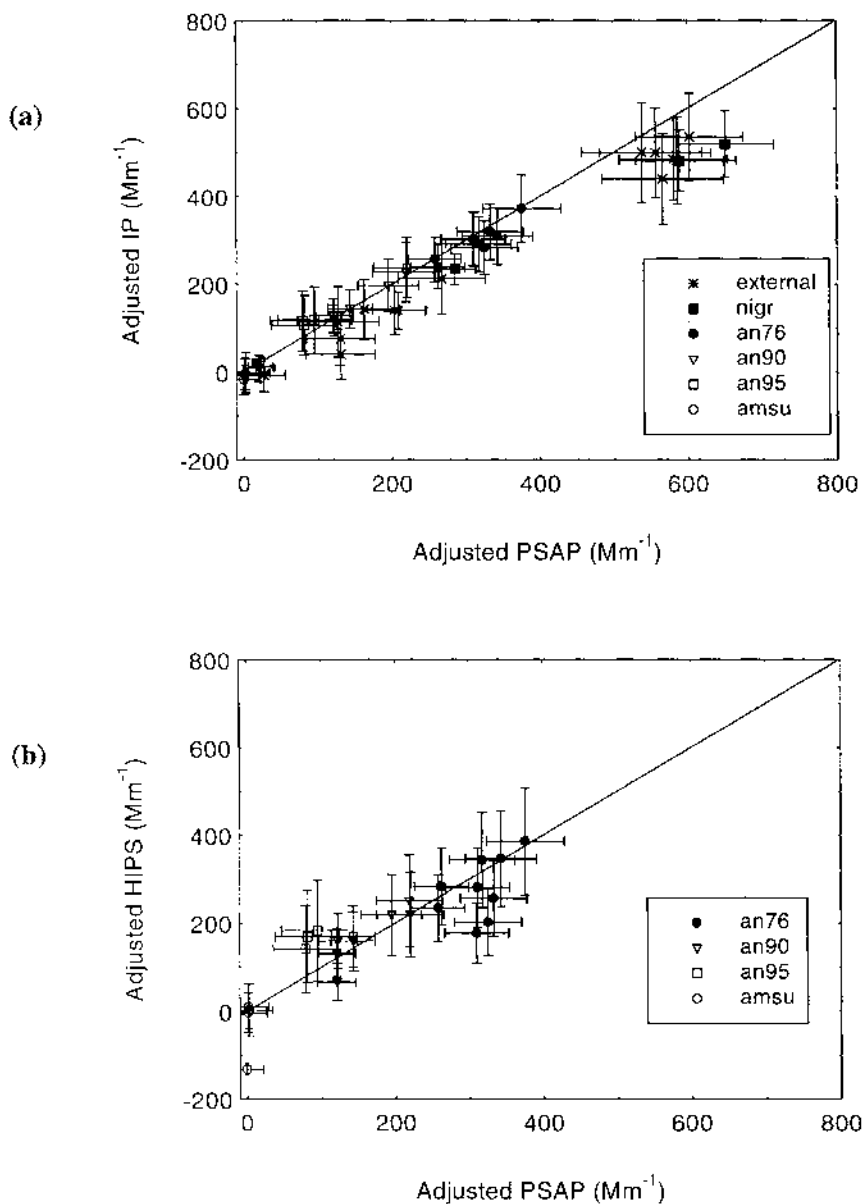 (a)
800
600
400
200
0
-200
Adjusted IP (Mm⁻¹)
external
nigr
an76
an90
an95
amsu
0
200
400
600
800
Adjusted PSAP (Mm⁻¹)
(b)
800
600
400
200
0
-200
Adjusted HIPS (Mm⁻¹)
an76
an90
an95
amsu
0
200
400
600
800
Adjusted PSAP (Mm⁻¹)